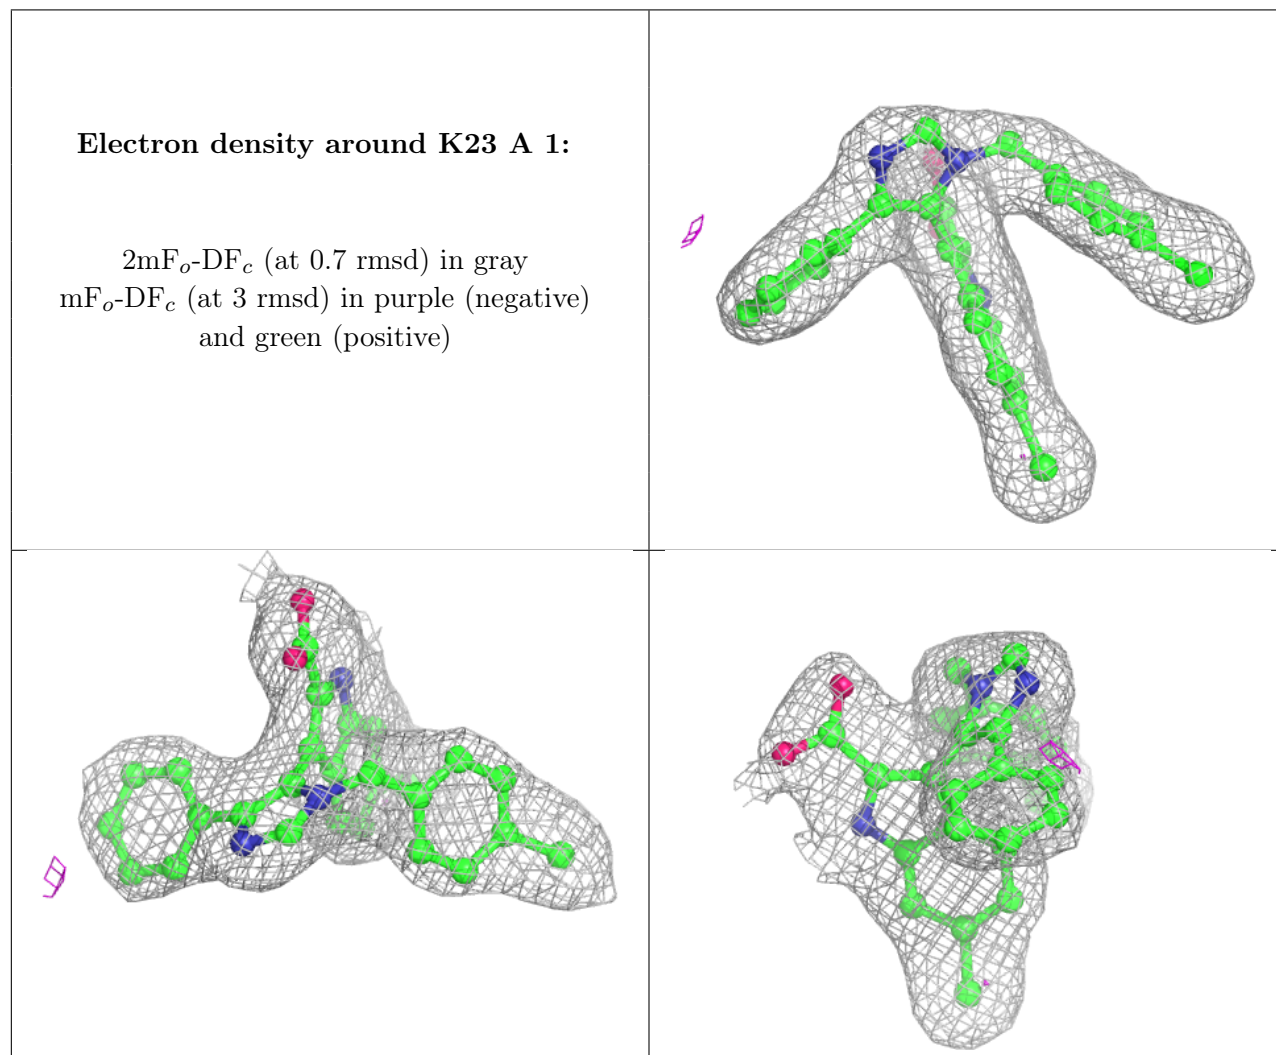 Electron density around K23 A 1:
2mFo-DFc (at 0.7 rmsd) in gray
mFo-DFc (at 3 rmsd) in purple (negative)
and green (positive)